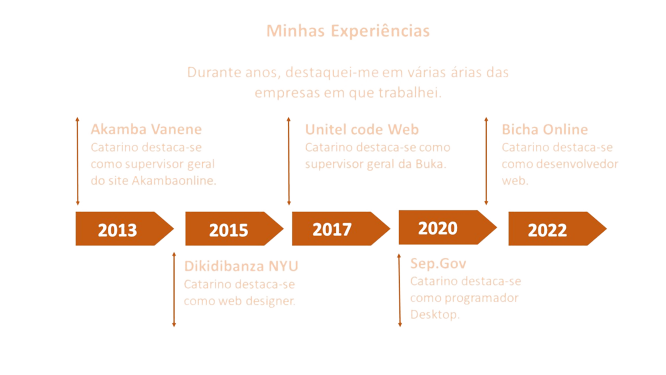 Minhas Experiências
Durante anos, destaquei-me em várias árias das
empresas em que trabalhei.
Akamba Vanene
Catarino destaca-se
como supervisor geral
do site Akambaonline.
Unitel code Web
Catarino destaca-se como
supervisor geral da Buka.
Bicha Online
Catarino destaca-se
como desenvolvedor
web.
2013
2015
2017
2020
2022
Dikidibanza NYU
Catarino destaca-se
como web designer.
Sep.Gov
Catarino destaca-se
como programador
Desktop.